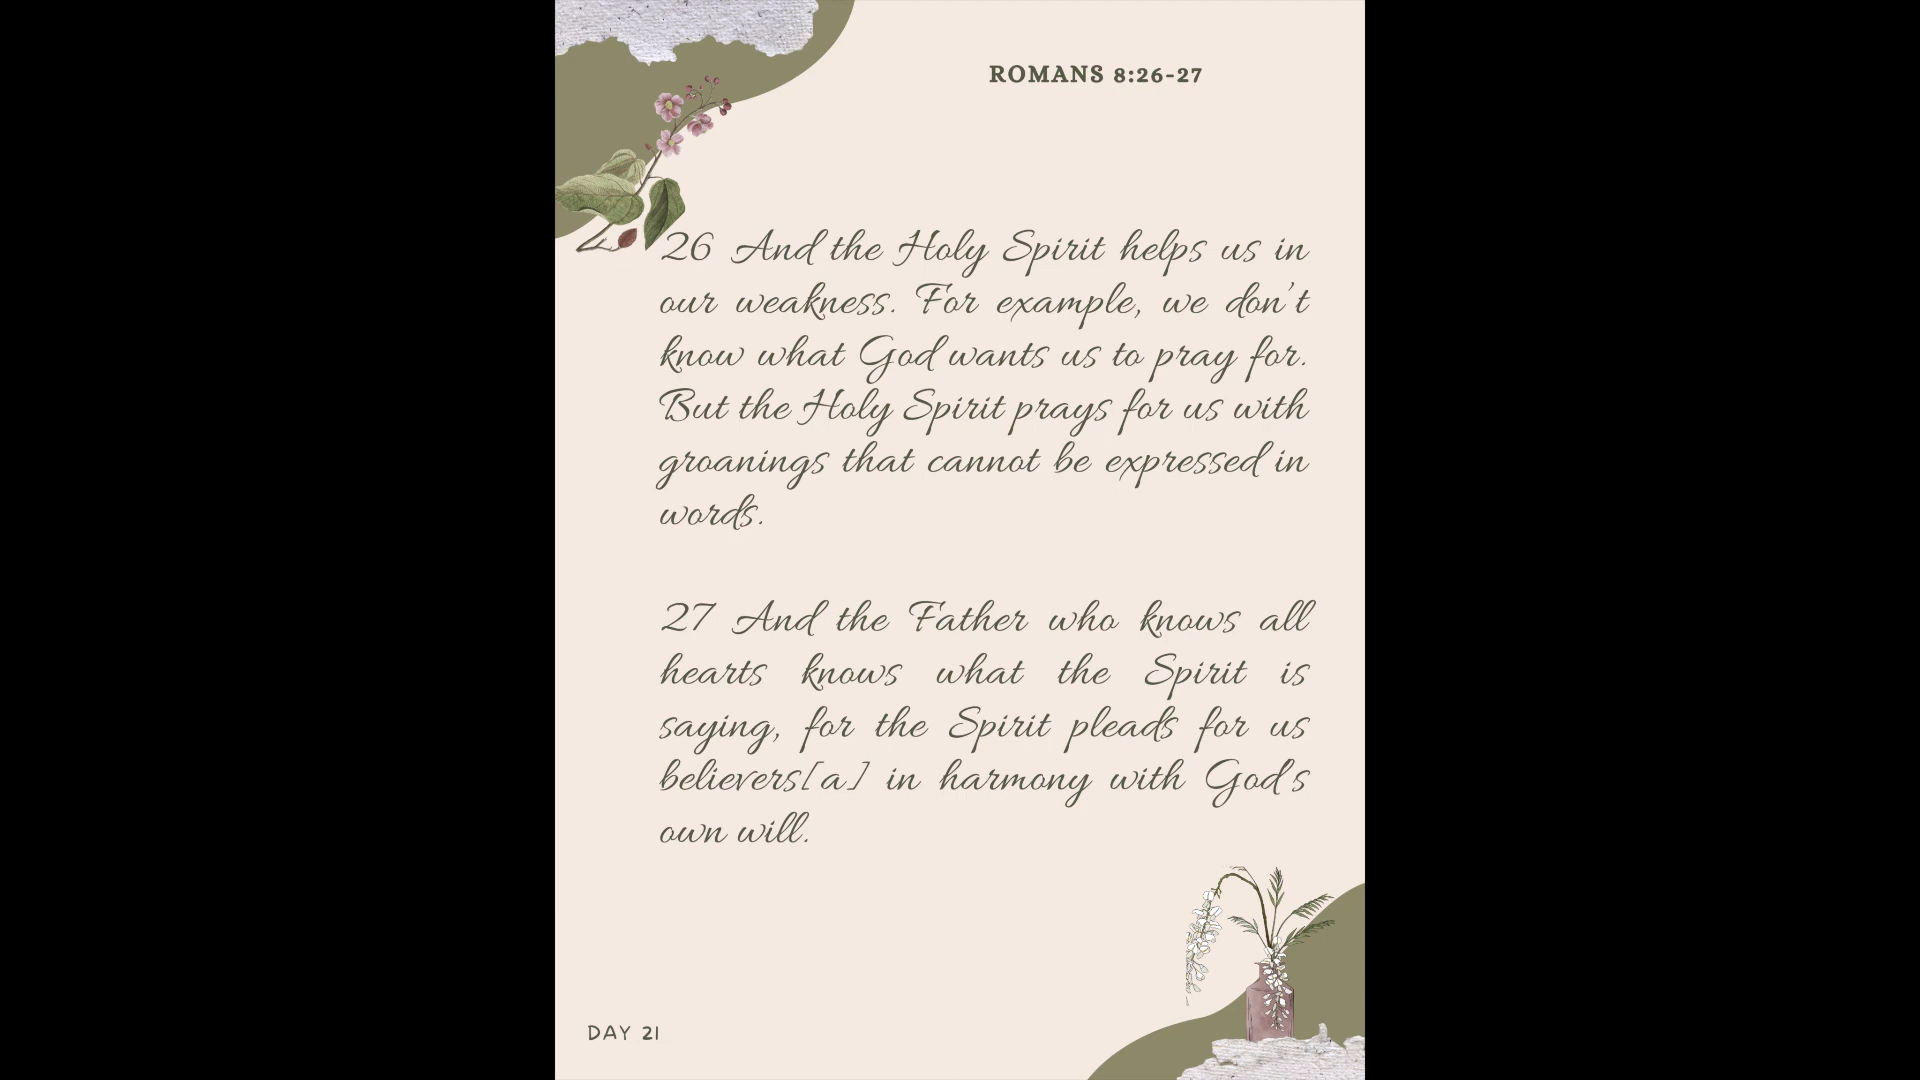 ROMANS 8:26-27
26 And the Holy Spirit helps us in
our weakness. For example, we don't
know what God wants us to pray for.
But the Holy Spirit prays for us with
groanings that cannot be expressed in
words.
27 And the Father who knows all
hearts knows what the Spirit is
saying, for the Spirit pleads for us
believers[a] in harmony with God's
own will.
DAY 21